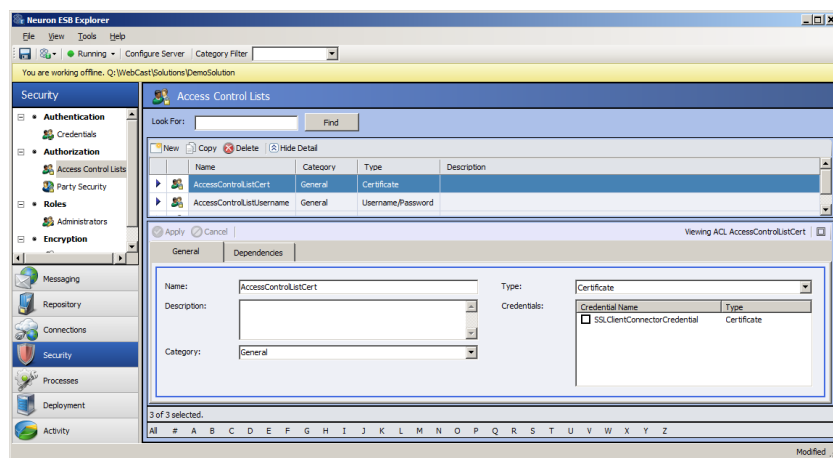 Neuron ESB Explorer
File View Tools Help
Running Configure Server Category Filter
You are working offline. Q:\WebCast\Solutions\DemoSolution
Security
Authentication
Credentials
Authorization
Access Control Lists
Party Security
Roles
Administrators
Encryption
Messaging
Repository
Connections
Security
Processes
Deployment
Activity
Access Control Lists
Look For: Find
New Copy Delete Hide Detail
Name Category Type Description
AccessControlListCert General Certificate
AccessControlListUsername General Username/Password
Apply Cancel Viewing ACL AccessControlListCert
General Dependencies
Name: AccessControlListCert
Description:
Category: General
Type: Certificate
Credentials: Credential Name Type
SSLClientConnectorCredential Certificate
3 of 3 selected.
All # A B C D E F G H I J K L M N O P Q R S T U V W X Y Z
Modified